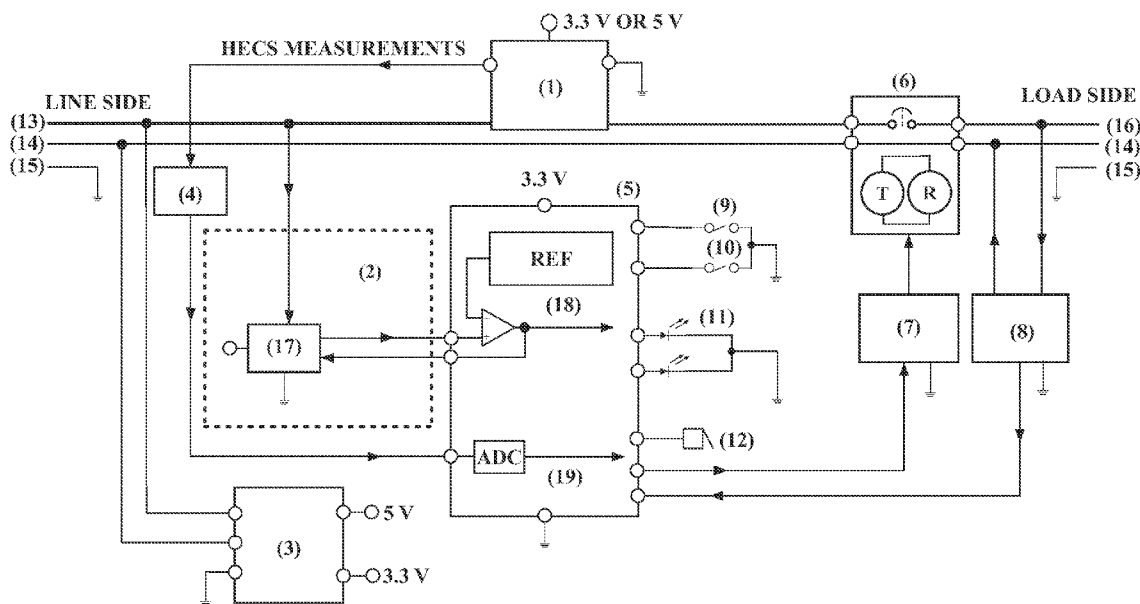 3.3 V OR 5 V
HECS MEASUREMENTS
(1)
(6)
LINE SIDE
LOAD SIDE
(13)
(16)
(14)
(14)
(15)
(15)
(4)
T
R
3.3 V
(5)
(9)
(2)
REF
(10)
(18)
(11)
(17)
(7)
(8)
(12)
ADC
(19)
5 V
(3)
3.3 V